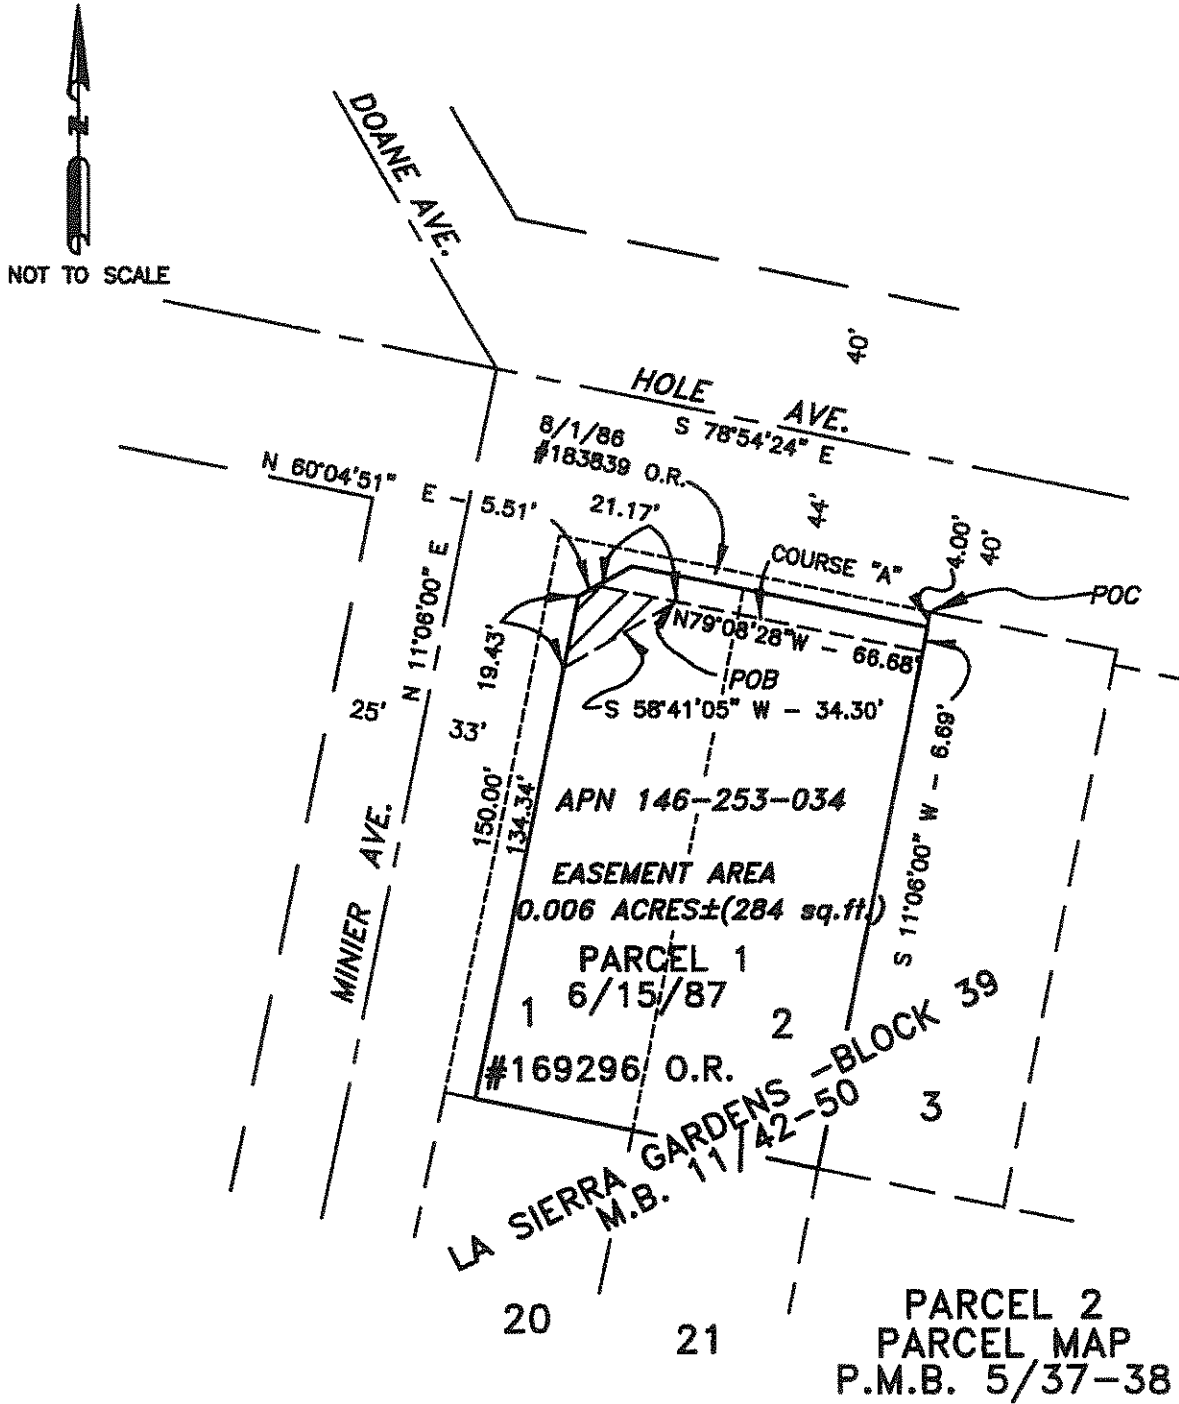 N
NOT TO SCALE
DOANE AVE.
40'
HOLE AVE.
S 78°54'24" E
8/1/86
#183839 O.R.
N 60°04'51" E - 5.51'
21.17'
44'
4.00'
40'
COURSE "A"
POC
N 11°06'00" E
19.43'
N79°08'28"W - 66.68'
POB
S 58°41'05" W - 34.30'
25'
33'
150.00'
134.34'
S 11°06'00" W - 6.69'
MINIER AVE.
APN 146-253-034
EASEMENT AREA
0.006 ACRES±(284 sq.ft.)
PARCEL 1
6/15/87
1
2
#169296 O.R.
3
LA SIERRA GARDENS -BLOCK 39
M.B. 11/42-50
20
21
PARCEL 2
PARCEL MAP
P.M.B. 5/37-38